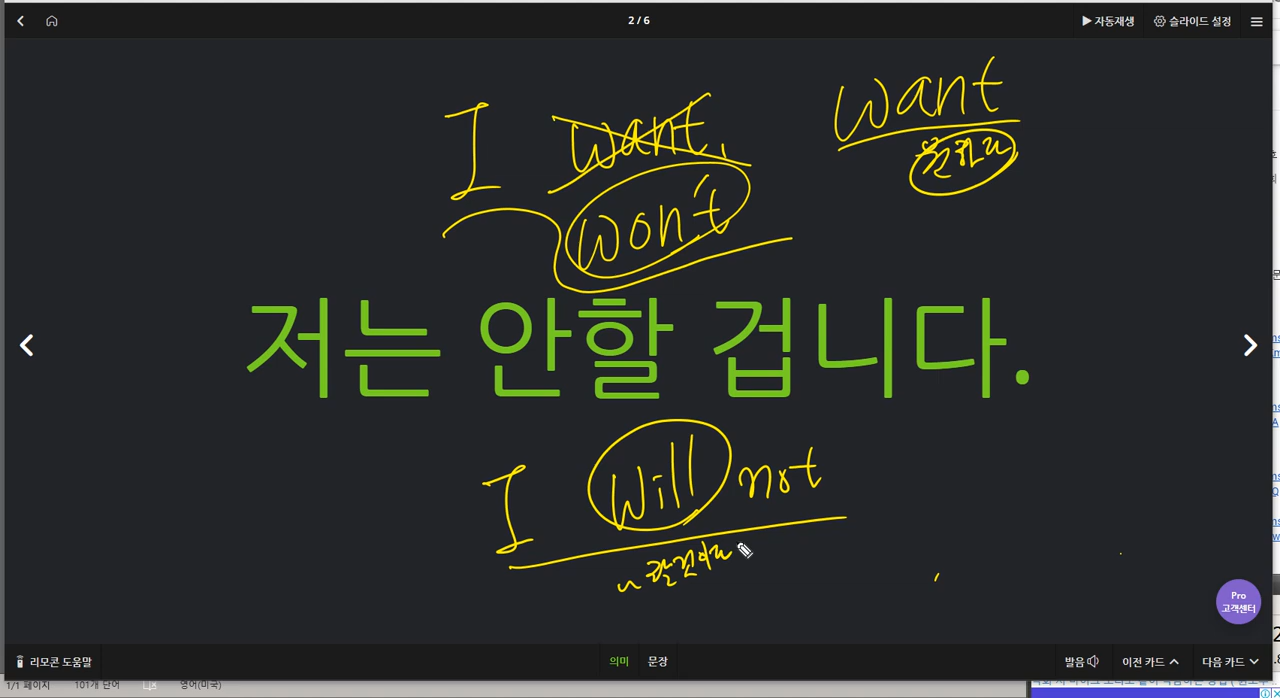 2 / 6
▶ 자동재생
슬라이드 설정
I want.
want
원한다
won't
저는 안할 겁니다.
I Will not
~할것이다
Pro
고객센터
리모콘 도움말
의미
문장
발음
이전 카드
다음 카드
1/1 페이지
101개 단어
영어(미국)